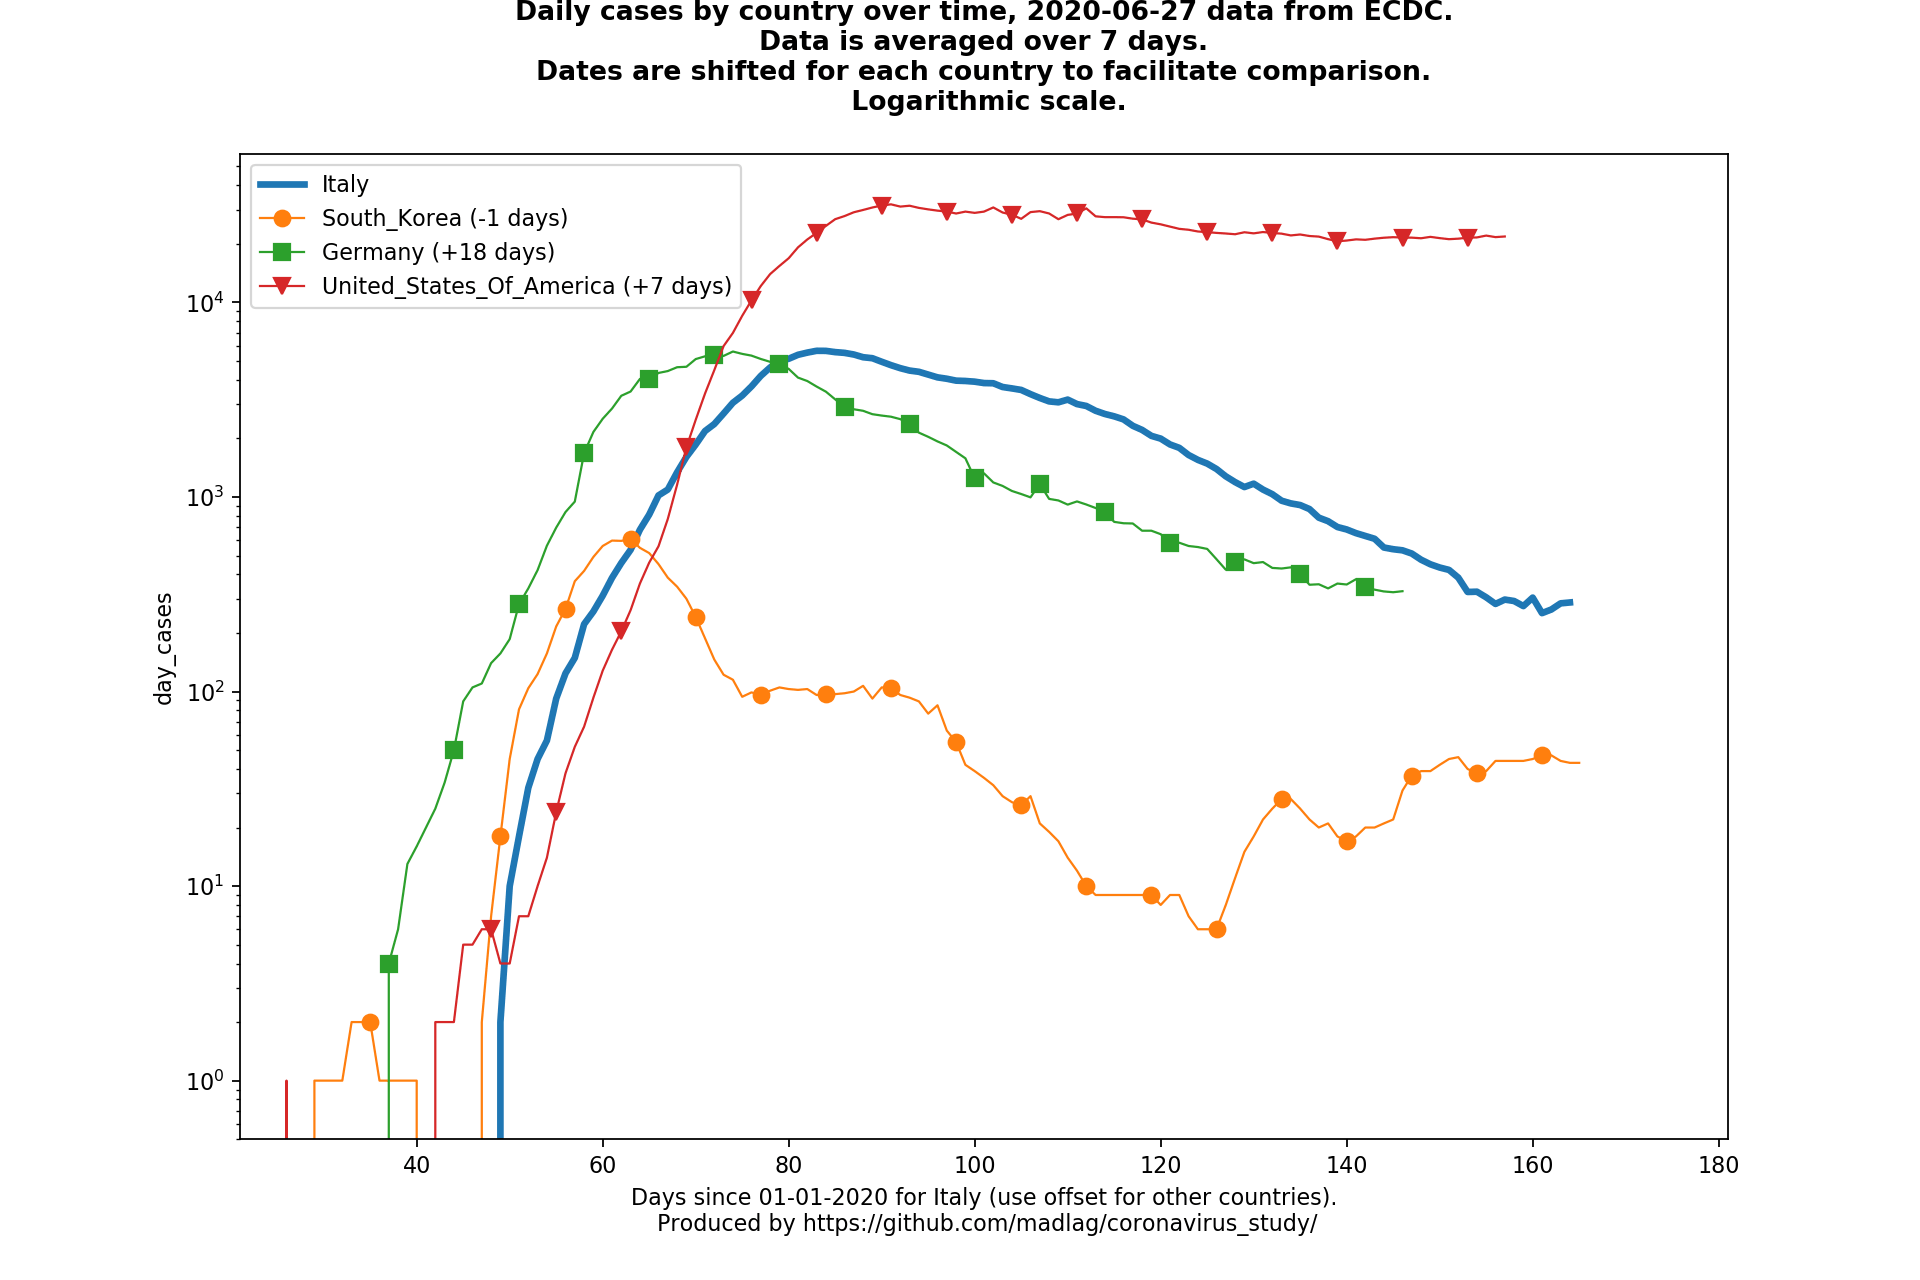 Daily cases by country over time, 2020-06-27 data from ECDC.
Data is averaged over 7 days.
Dates are shifted for each country to facilitate comparison.
Logarithmic scale.
Italy
South_Korea (-1 days)
Germany (+18 days)
United_States_Of_America (+7 days)
day_cases
10⁴
10³
10²
10¹
10⁰
40 60 80 100 120 140 160 180
Days since 01-01-2020 for Italy (use offset for other countries).
Produced by https://github.com/madlag/coronavirus_study/